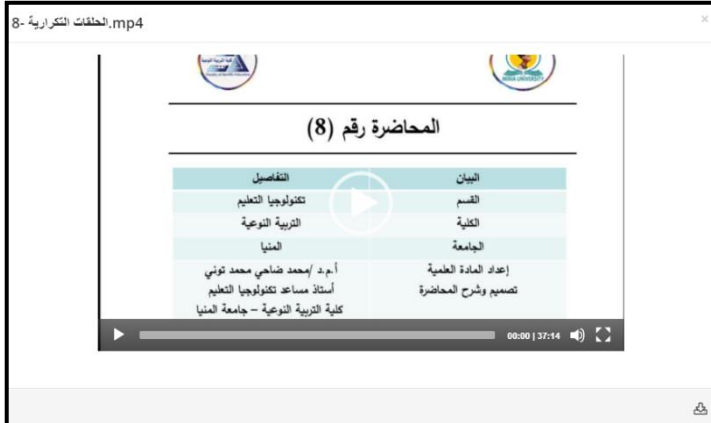 8- الحلقات التكرارية.mp4
MINIA UNIVERSITY
المحاضرة رقم (8)
البيان التفاصيل
القسم تكنولوجيا التعليم
الكلية التربية النوعية
الجامعة المنيا
إعداد المادة العلمية أ.م.د /محمد ضاحي محمد توني
تصميم وشرح المحاضرة أستاذ مساعد تكنولوجيا التعليم
كلية التربية النوعية – جامعة المنيا
00:00 | 37:14